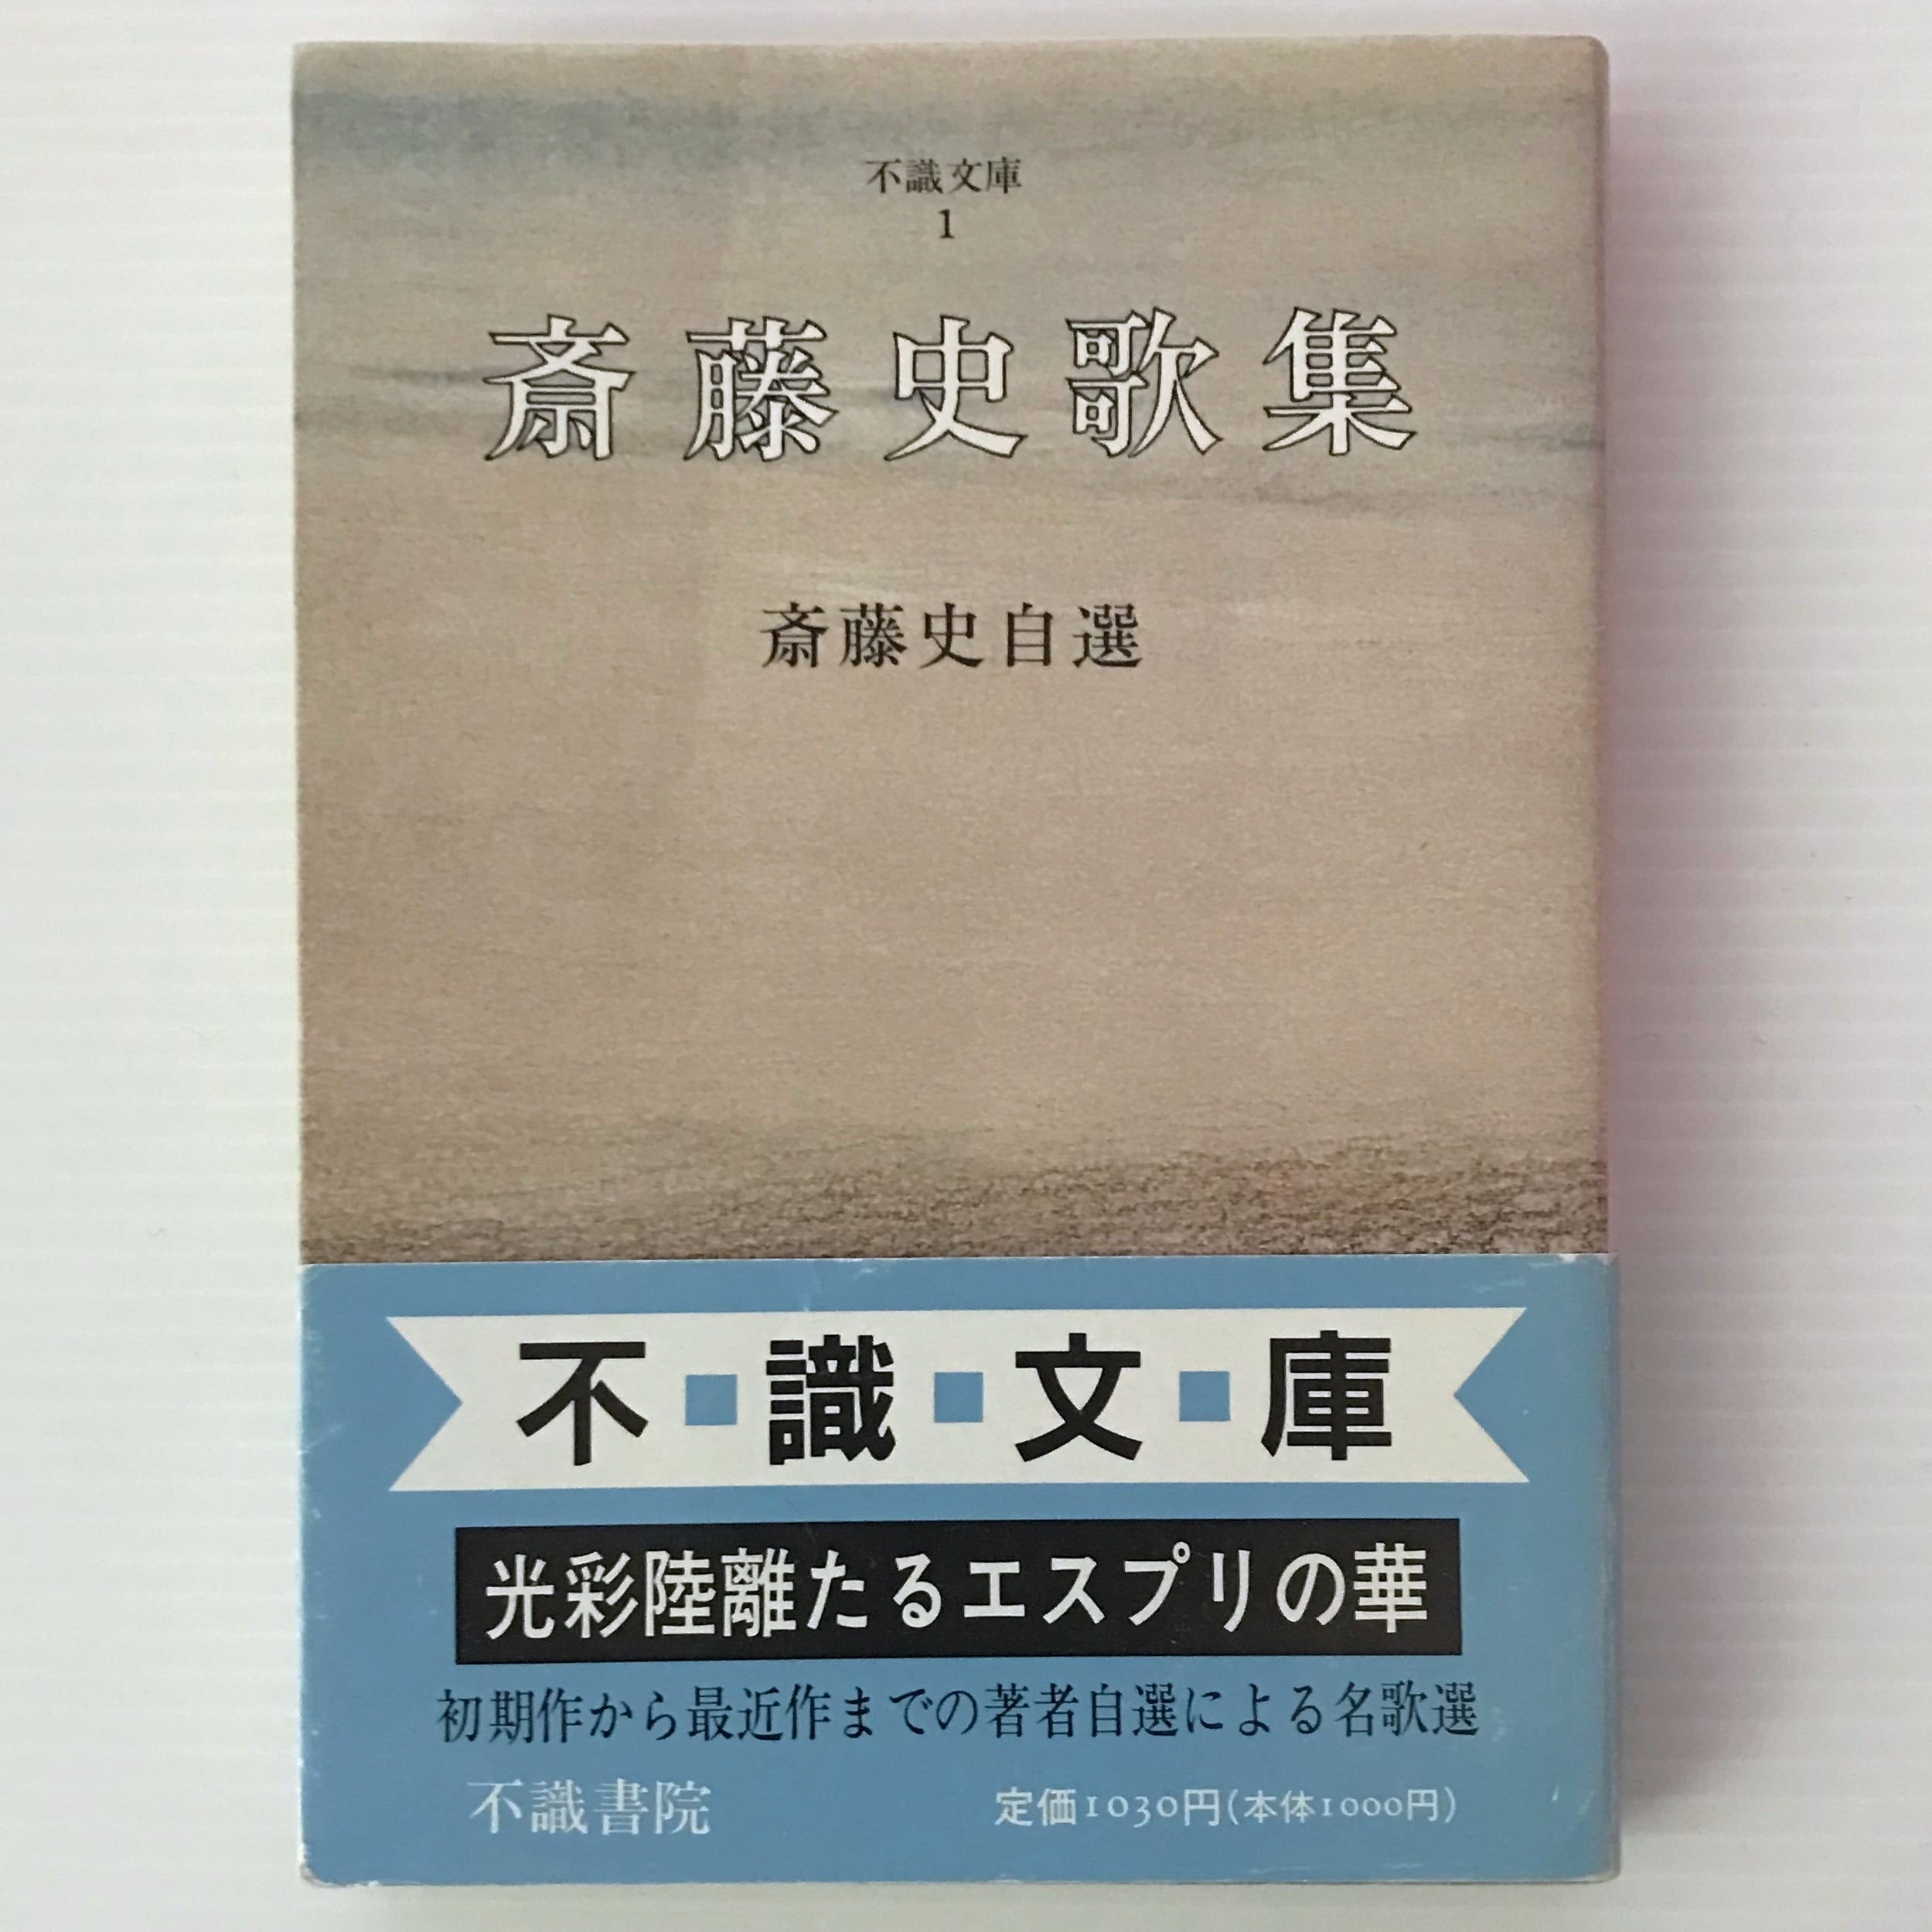 不識文庫
1
斎藤史歌集
斎藤史自選
不■識■文■庫
光彩陸離たるエスプリの華
初期作から最近作までの著者自選による名歌選
不識書院
定価1030円(本体1000円)